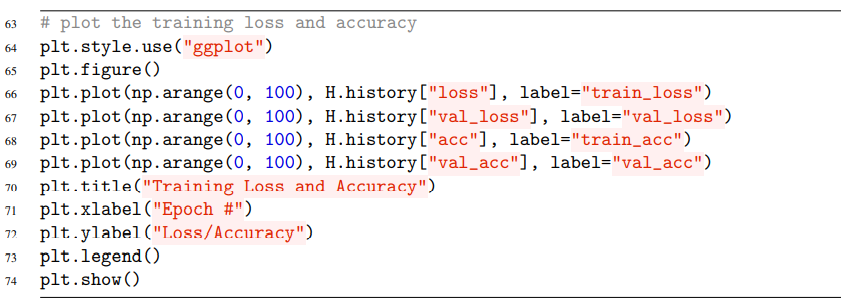 63 # plot the training loss and accuracy
64 plt.style.use("ggplot")
65 plt.figure()
66 plt.plot(np.arange(0, 100), H.history["loss"], label="train_loss")
67 plt.plot(np.arange(0, 100), H.history["val_loss"], label="val_loss")
68 plt.plot(np.arange(0, 100), H.history["acc"], label="train_acc")
69 plt.plot(np.arange(0, 100), H.history["val_acc"], label="val_acc")
70 plt.title("Training Loss and Accuracy")
71 plt.xlabel("Epoch #")
72 plt.ylabel("Loss/Accuracy")
73 plt.legend()
74 plt.show()